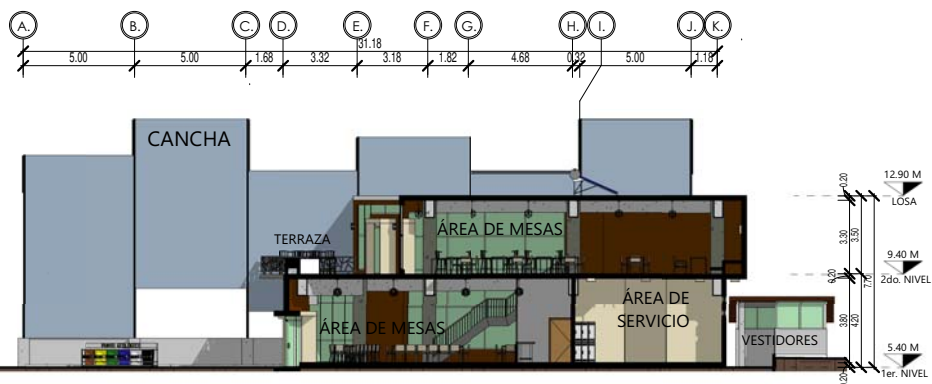 A. B. C. D. E. F. G. H. I. J. K.
31.18
5.00 5.00 1.68 3.32 3.18 1.82 4.68 0.32 5.00 1.18
CANCHA
TERRAZA
ÁREA DE MESAS
ÁREA DE MESAS
ÁREA DE
SERVICIO
VESTIDORES
0.20
3.30
3.50
0.20
7.70
3.80
4.20
.20
12.90 M
LOSA
9.40 M
2do. NIVEL
5.40 M
1er. NIVEL